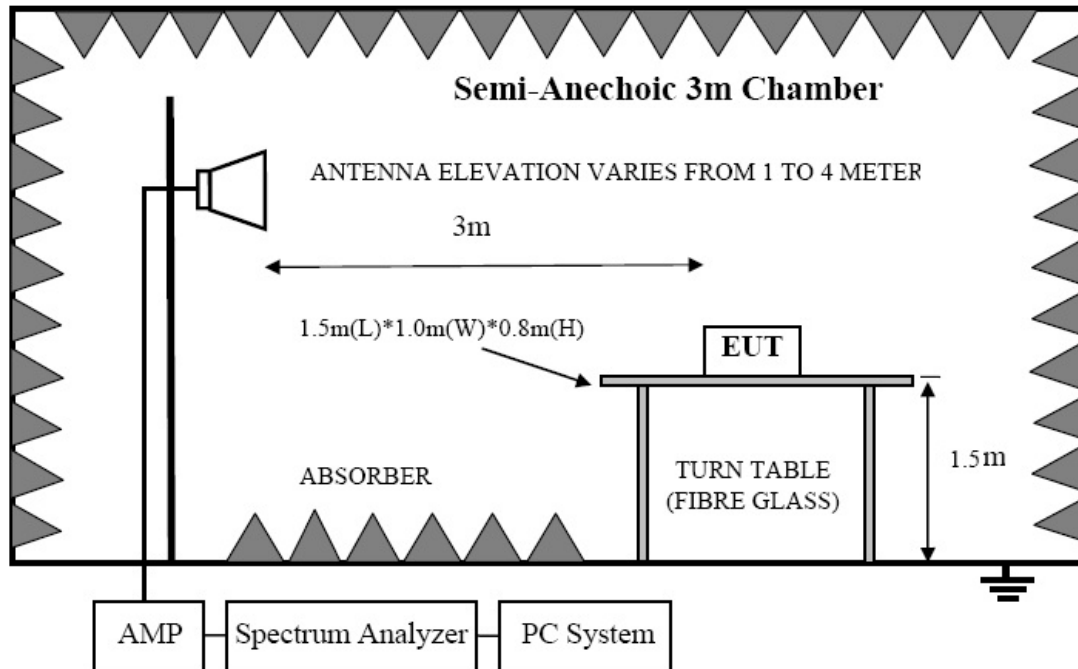 Semi-Anechoic 3m Chamber
ANTENNA ELEVATION VARIES FROM 1 TO 4 METER
3m
1.5m(L)*1.0m(W)*0.8m(H)
EUT
1.5m
ABSORBER
TURN TABLE
(FIBRE GLASS)
AMP
Spectrum Analyzer
PC System